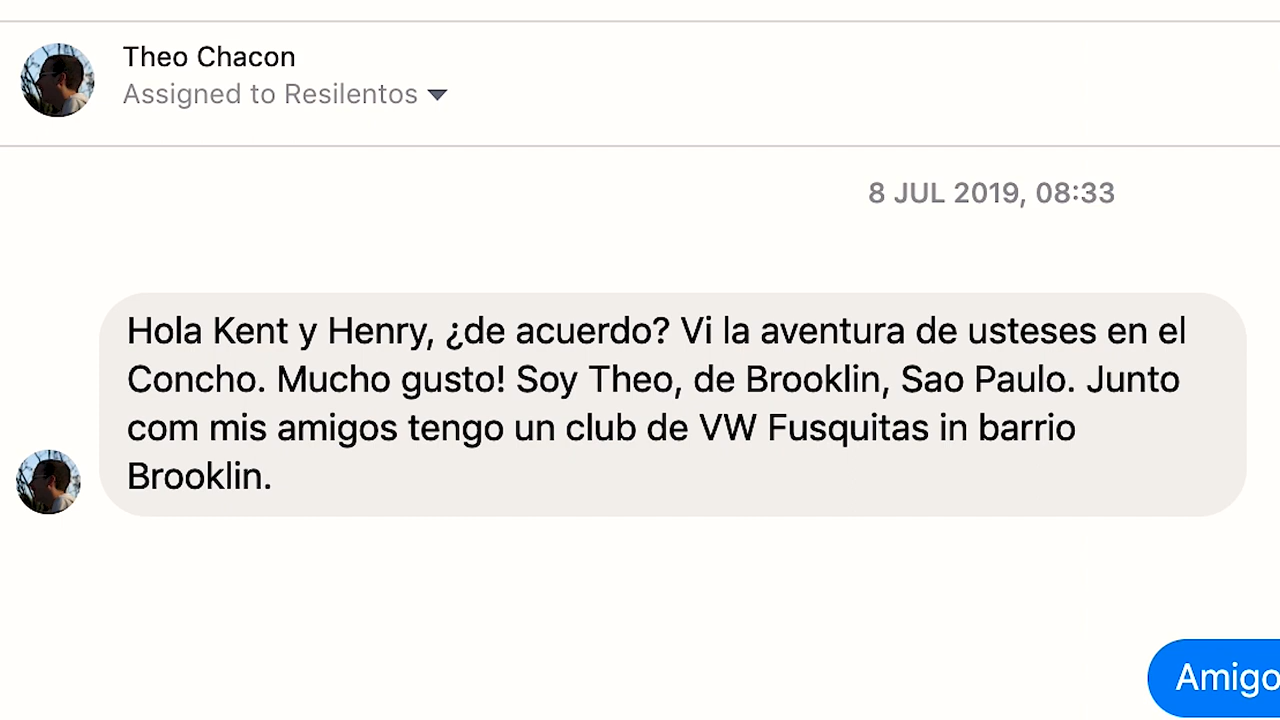 Theo Chacon
Assigned to Resilentos
8 JUL 2019, 08:33
Hola Kent y Henry, ¿de acuerdo? Vi la aventura de usteses en el
Concho. Mucho gusto! Soy Theo, de Brooklin, Sao Paulo. Junto
com mis amigos tengo un club de VW Fusquitas in barrio
Brooklin.
Amigo